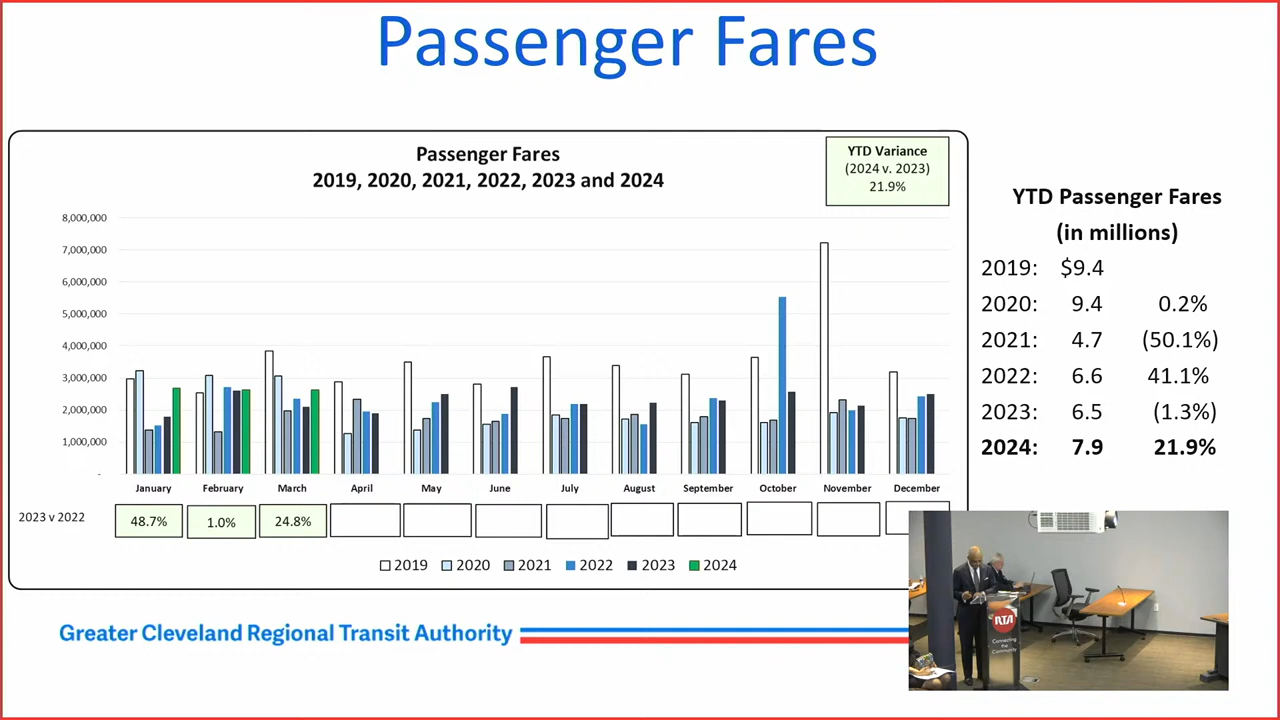 Passenger Fares
Passenger Fares
2019, 2020, 2021, 2022, 2023 and 2024
YTD Variance
(2024 v. 2023)
21.9%
8,000,000
7,000,000
6,000,000
5,000,000
4,000,000
3,000,000
2,000,000
1,000,000
-
January February March April May June July August September October November December
2023 v 2022 48.7% 1.0% 24.8%
2019 2020 2021 2022 2023 2024
YTD Passenger Fares
(in millions)
2019: $9.4
2020: 9.4 0.2%
2021: 4.7 (50.1%)
2022: 6.6 41.1%
2023: 6.5 (1.3%)
2024: 7.9 21.9%
Greater Cleveland Regional Transit Authority
RTA
Connecting
the
Community